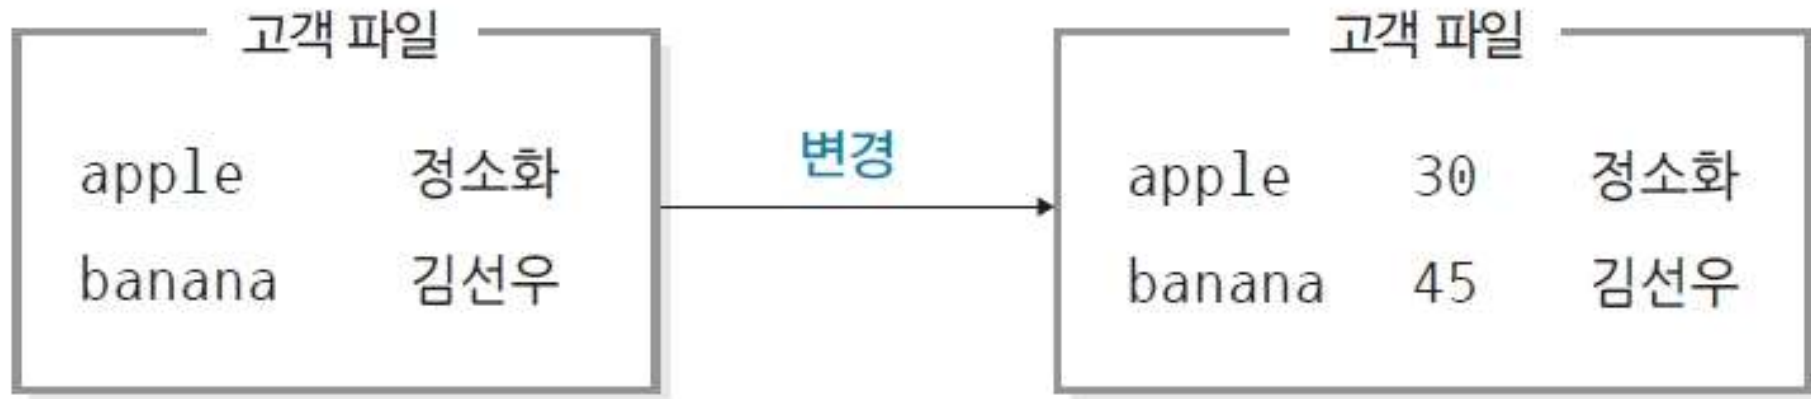 고객 파일
apple 정소화
banana 김선우
변경
고객 파일
apple 30 정소화
banana 45 김선우